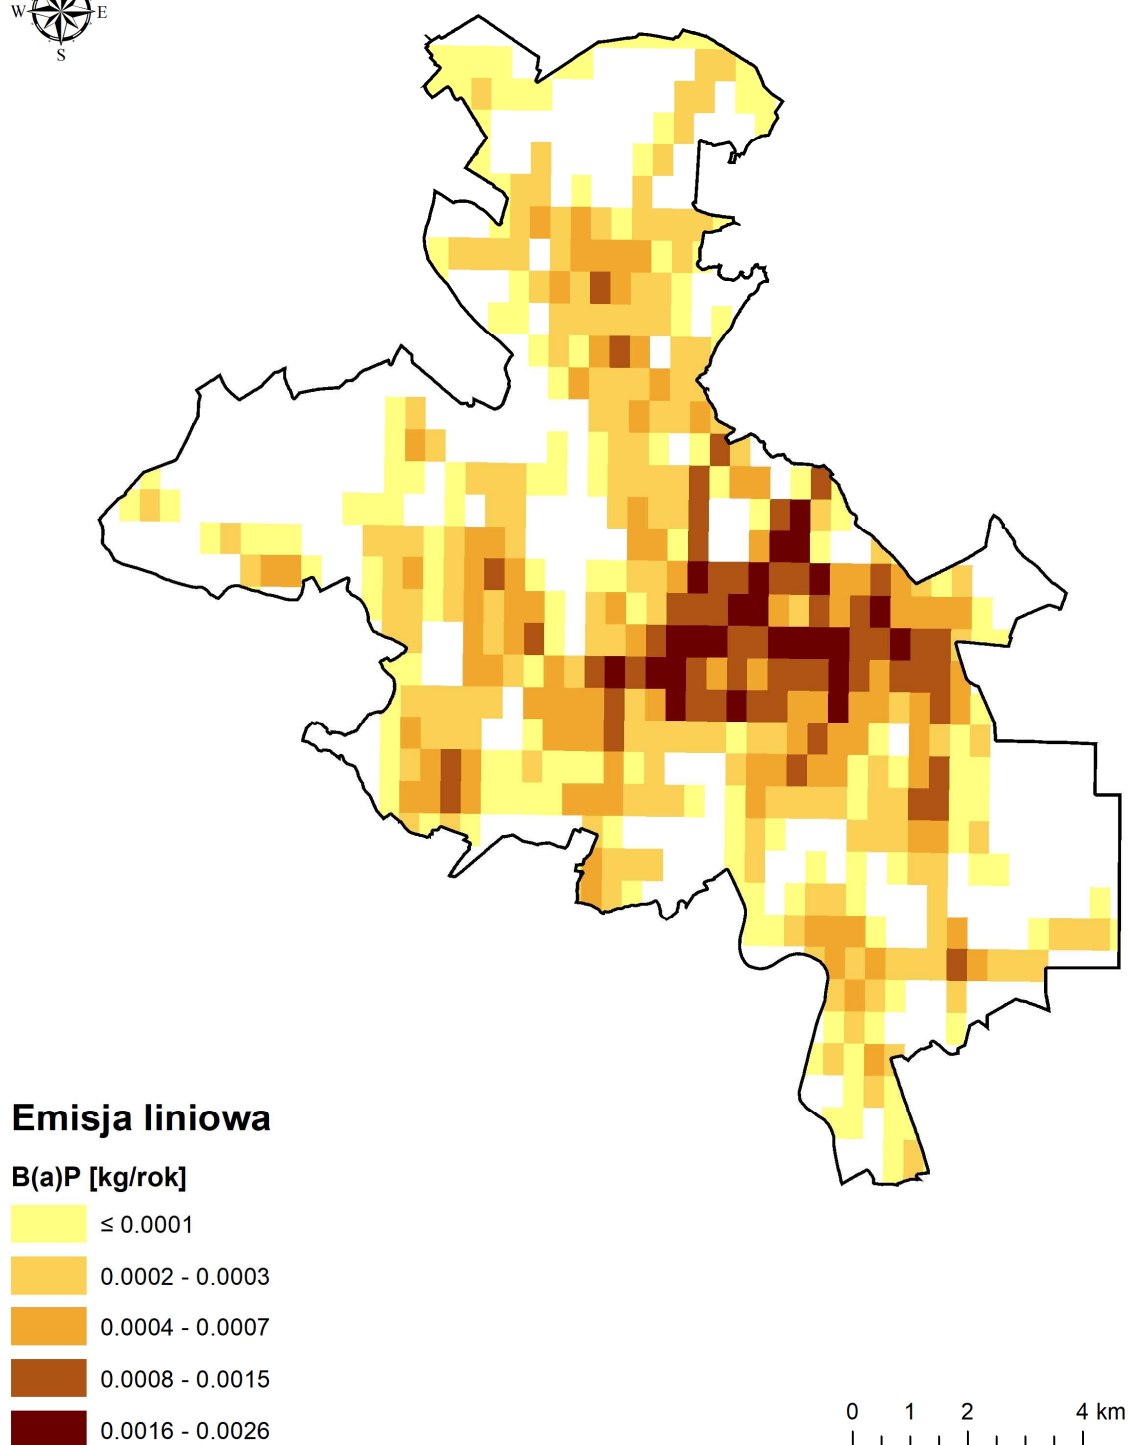 W E
S
Emisja liniowa
B(a)P [kg/rok]
≤ 0.0001
0.0002 - 0.0003
0.0004 - 0.0007
0.0008 - 0.0015
0.0016 - 0.0026
0 1 2 4 km